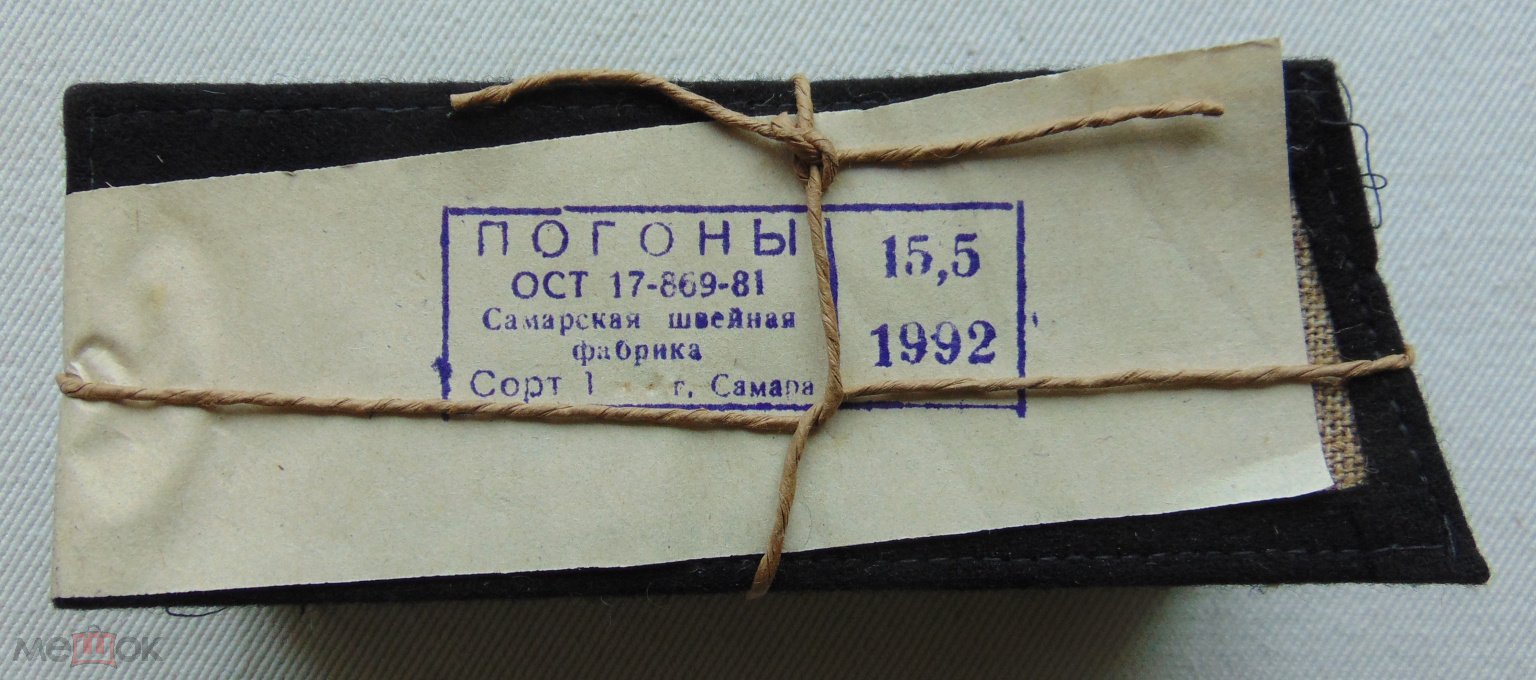 ПОГОНЫ
ОСТ 17-869-81
Самарская швейная
фабрика
Сорт 1 г. Самара
15,5
1992
мешок